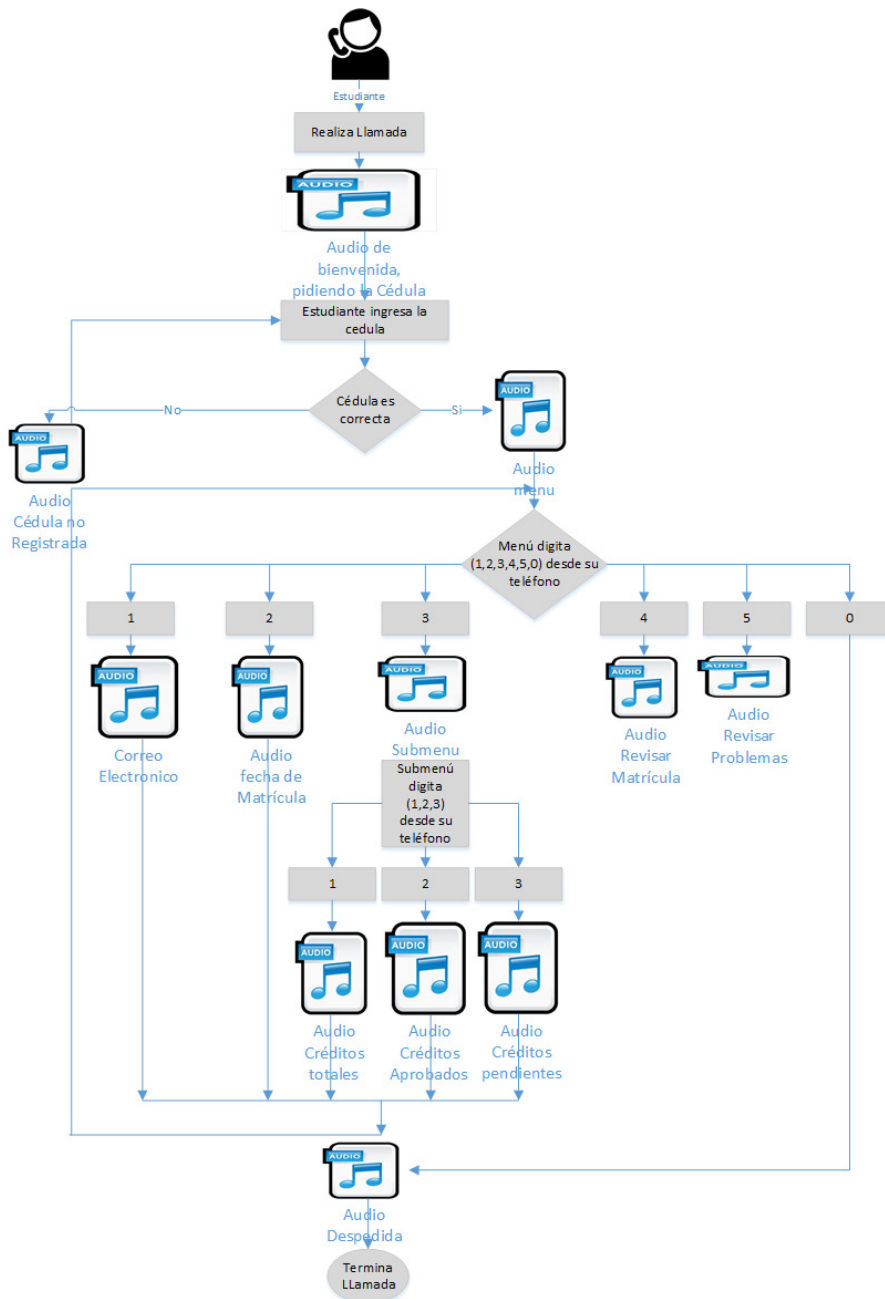 Estudiante
Realiza Llamada
AUDIO
Audio de
bienvenida,
pidiendo la Cédula
Estudiante ingresa la
cedula
Cédula es
correcta
No
Si
AUDIO
Audio
Cédula no
Registrada
AUDIO
Audio
menu
Menú digita
(1,2,3,4,5,0) desde su
teléfono
1
2
3
4
5
0
AUDIO
Correo
Electronico
AUDIO
Audio
fecha de
Matrícula
AUDIO
Audio
Submenu
AUDIO
Audio
Revisar
Matrícula
AUDIO
Audio
Revisar
Problemas
Submenú
digita
(1,2,3)
desde su
teléfono
1
2
3
AUDIO
Audio
Créditos
totales
AUDIO
Audio
Créditos
Aprobados
AUDIO
Audio
Créditos
pendientes
AUDIO
Audio
Despedida
Termina
LLamada